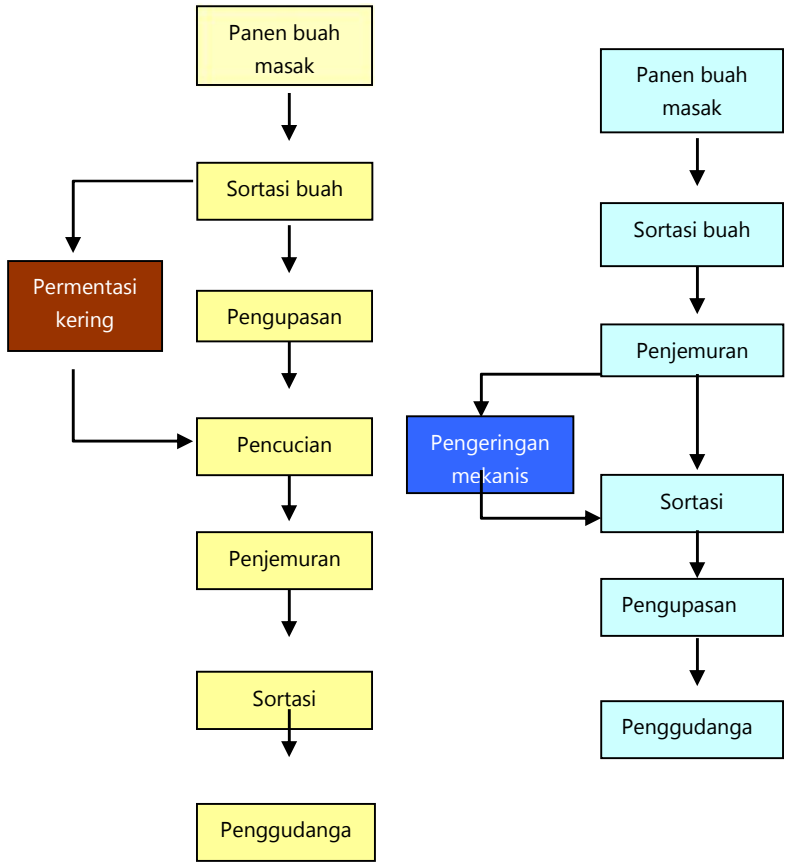 Panen buah
masak
Sortasi buah
Permentasi
kering
Pengupasan
Pencucian
Penjemuran
Sortasi
Penggudanga
Panen buah
masak
Sortasi buah
Penjemuran
Pengeringan
mekanis
Sortasi
Pengupasan
Penggudanga